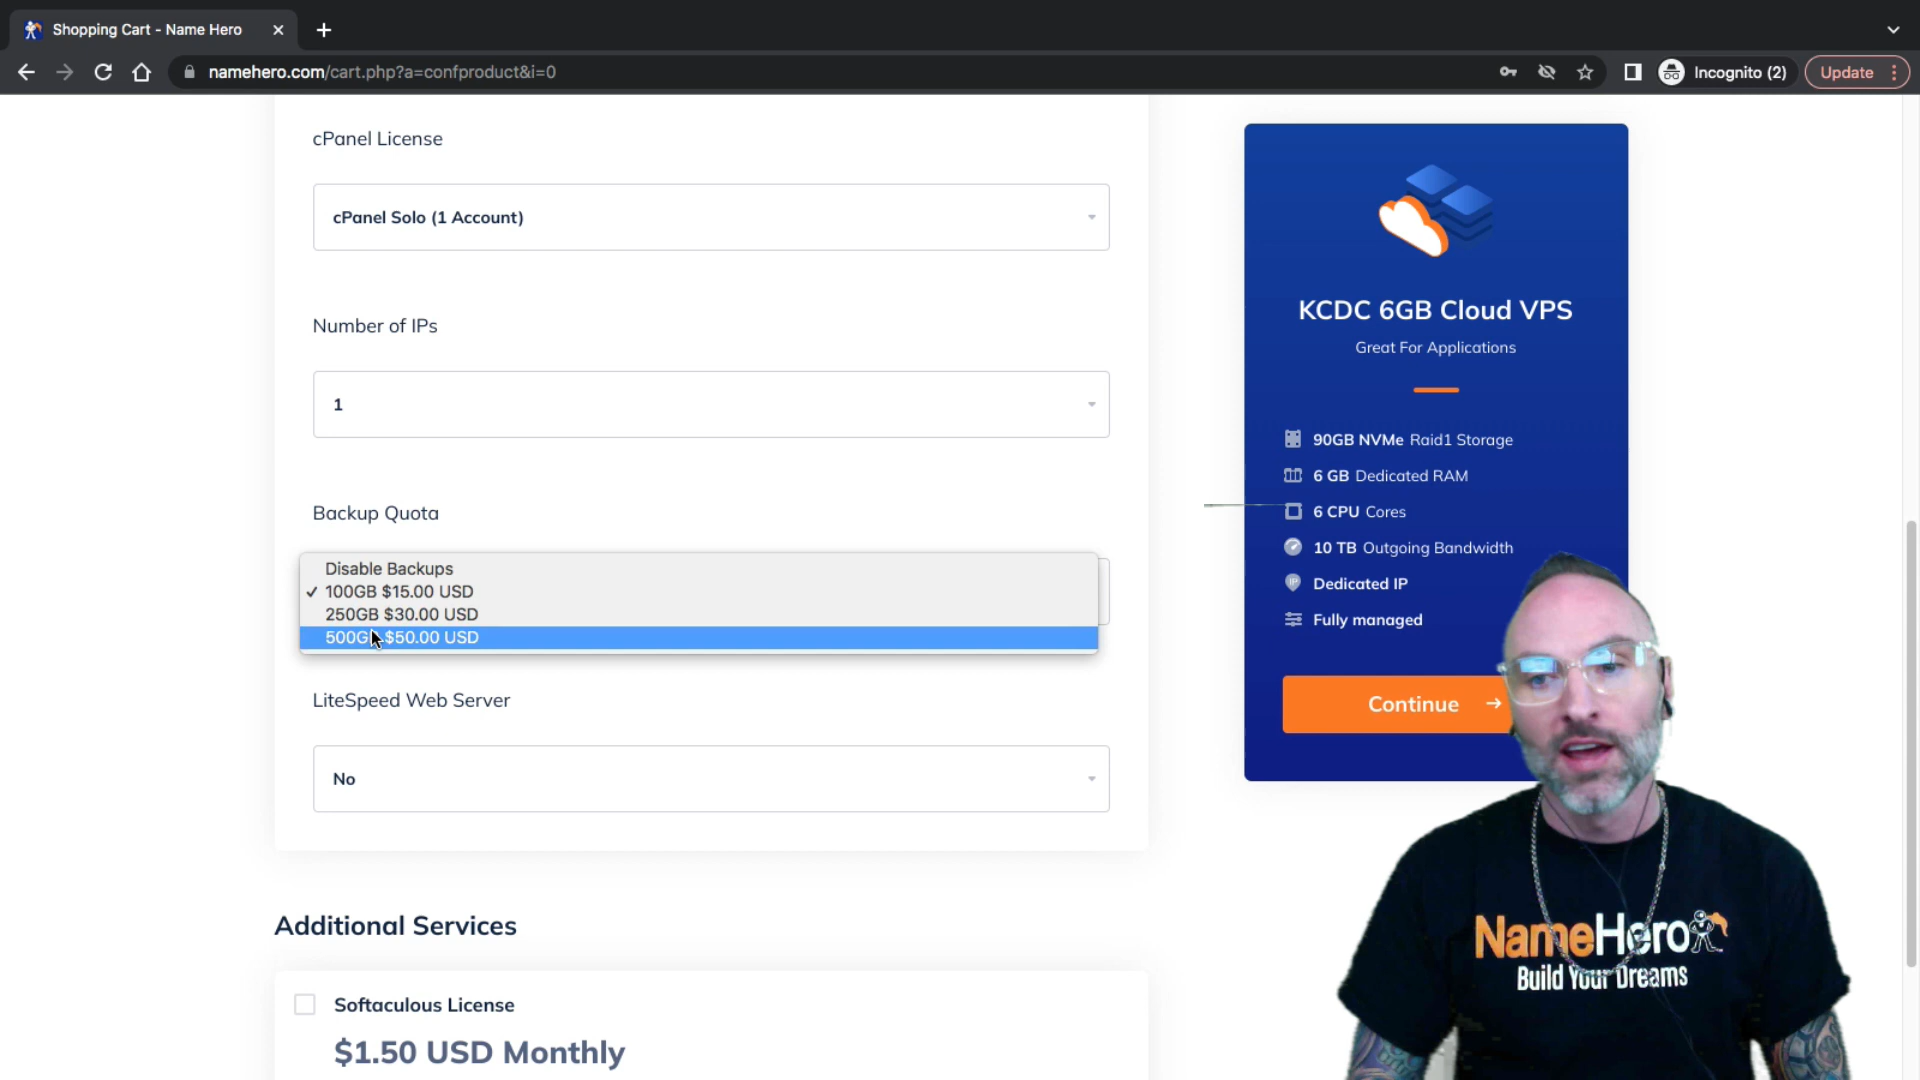 Shopping Cart - Name Hero
namehero.com/cart.php?a=confproduct&i=0
Incognito (2)
Update
cPanel License
cPanel Solo (1 Account)
Number of IPs
1
Backup Quota
Disable Backups
✓ 100GB $15.00 USD
250GB $30.00 USD
500G $50.00 USD
LiteSpeed Web Server
No
Additional Services
Softaculous License
$1.50 USD Monthly
KCDC 6GB Cloud VPS
Great For Applications
90GB NVMe Raid1 Storage
6 GB Dedicated RAM
6 CPU Cores
10 TB Outgoing Bandwidth
IP
Dedicated IP
Fully managed
Continue →
NameHero
Build Your Dreams